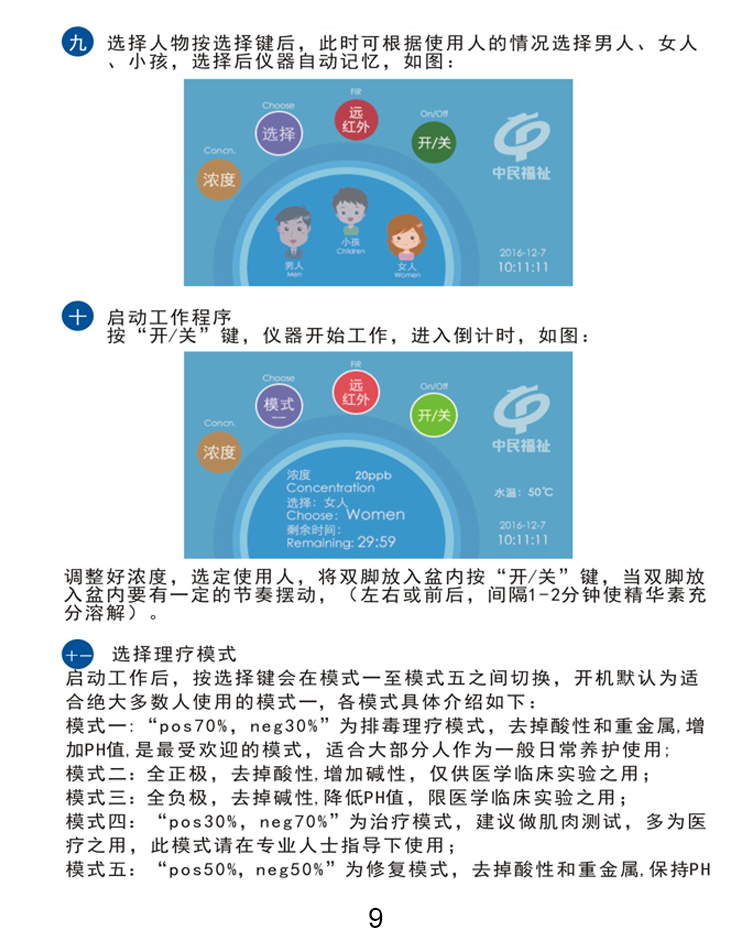 九 选择人物按选择键后，此时可根据使用人的情况选择男人、女人
、小孩，选择后仪器自动记忆，如图：
FIR
Choose
远
红外
On/Off
选择
开/关
Concn.
浓度
中民福祉
小孩
Children
男人
Men
女人
Women
2016-12-7
10:11:11
十 启动工作程序
按“开/关”键，仪器开始工作，进入倒计时，如图：
FIR
Choose
远
红外
On/Off
模式
一
开/关
Concn.
浓度
中民福祉
浓度 20ppb
Concentration
选择：女人
Choose：Women
剩余时间：
Remaining: 29:59
水温：50℃
2016-12-7
10:11:11
调整好浓度，选定使用人，将双脚放入盆内按“开/关”键，当双脚放
入盆内要有一定的节奏摆动，（左右或前后，间隔1-2分钟使精华素充
分溶解）。
十一 选择理疗模式
启动工作后，按选择键会在模式一至模式五之间切换，开机默认为适
合绝大多数人使用的模式一，各模式具体介绍如下：
模式一:“pos70%，neg30%”为排毒理疗模式，去掉酸性和重金属,增
加PH值,是最受欢迎的模式，适合大部分人作为一般日常养护使用;
模式二：全正极，去掉酸性,增加碱性，仅供医学临床实验之用；
模式三：全负极，去掉碱性,降低PH值，限医学临床实验之用；
模式四：“pos30%，neg70%”为治疗模式，建议做肌肉测试，多为医
疗之用，此模式请在专业人士指导下使用；
模式五：“pos50%，neg50%”为修复模式，去掉酸性和重金属,保持PH
9